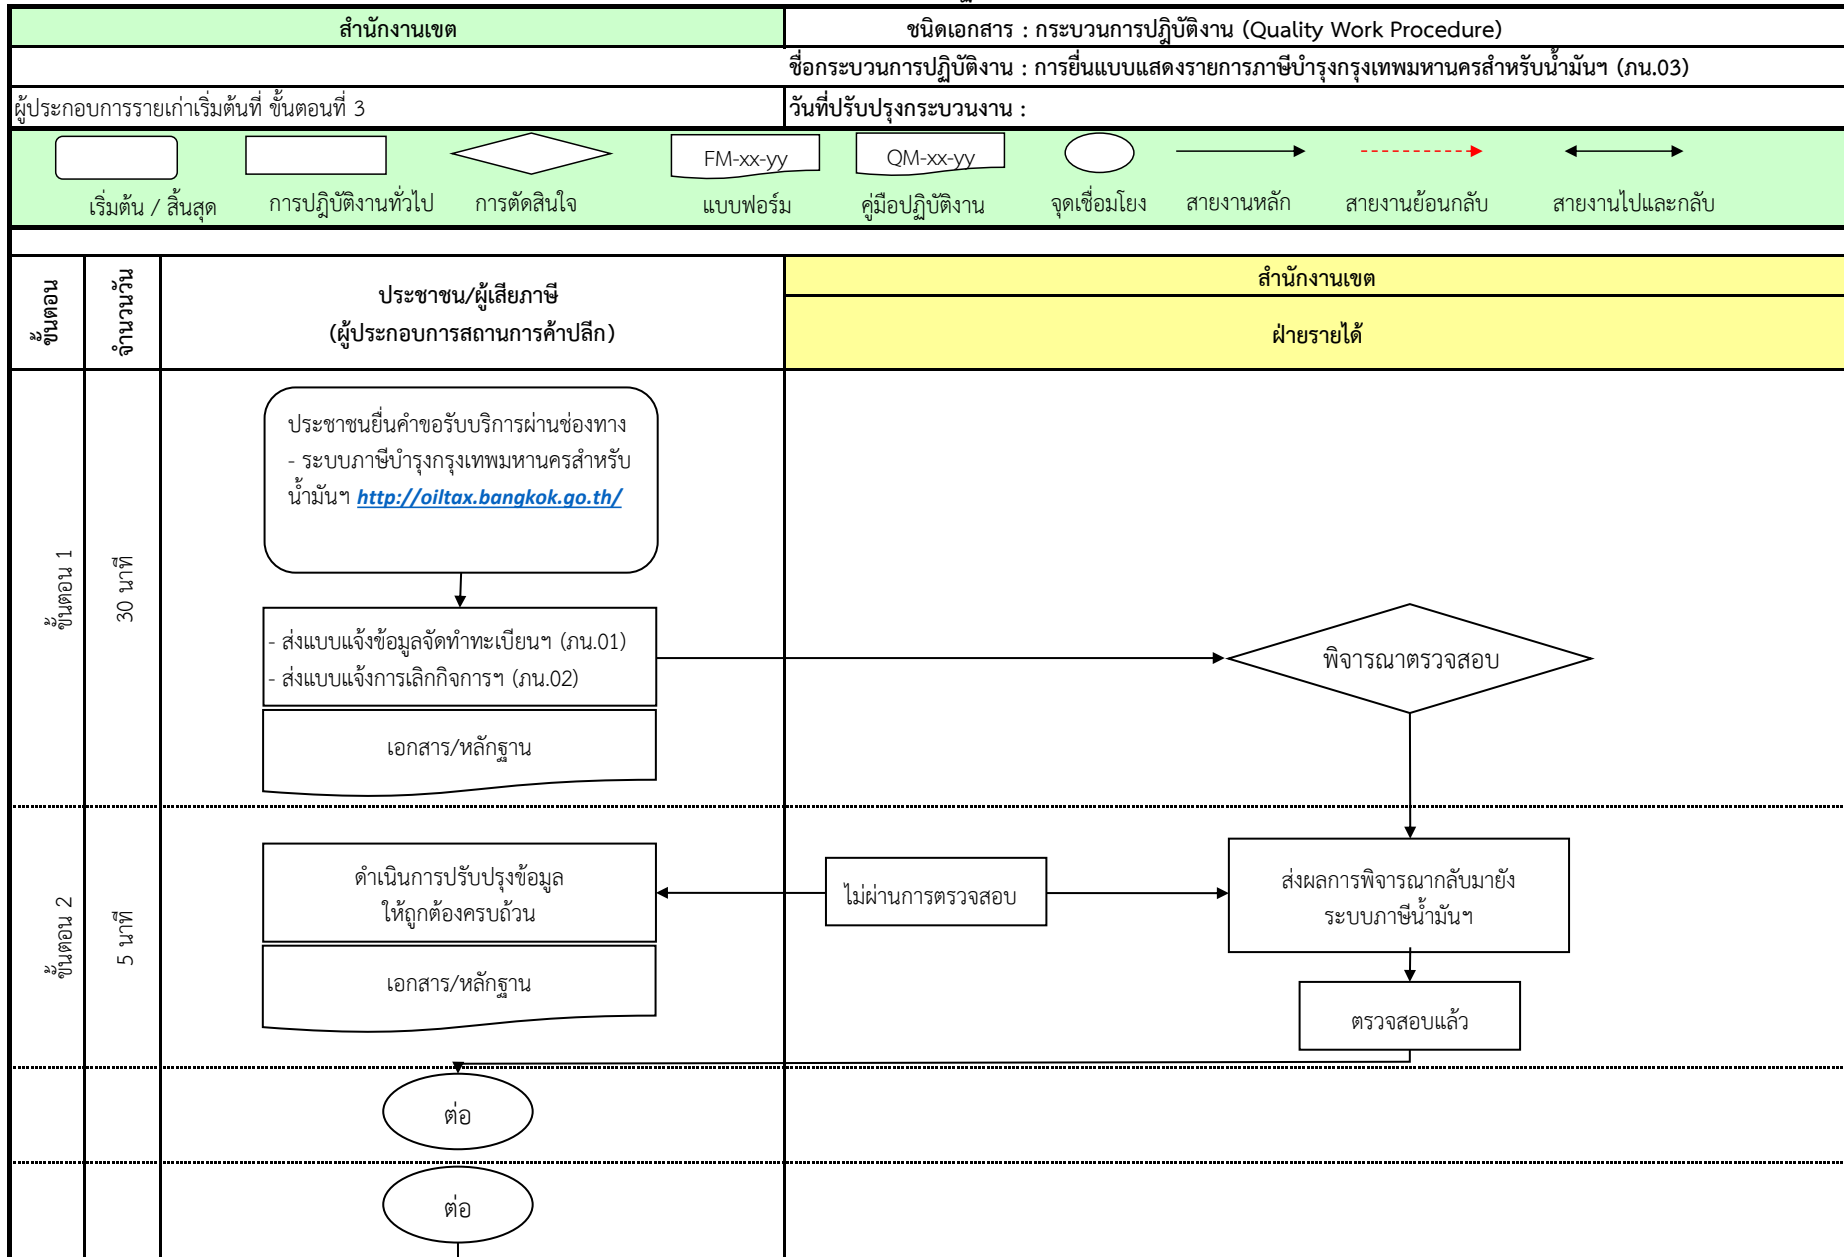 สำนักงานเขต
ชนิดเอกสาร : กระบวนการปฎิบัติงาน (Quality Work Procedure)
ชื่อกระบวนการปฏิบัติงาน : การยื่นแบบแสดงรายการภาษีบำรุงกรุงเทพมหานครสำหรับน้ำมันฯ (ภน.03)
ผู้ประกอบการรายเก่าเริ่มต้นที่ ขั้นตอนที่ 3
วันที่ปรับปรุงกระบวนงาน :
FM-xx-yy
QM-xx-yy
เริ่มต้น / สิ้นสุด
การปฎิบัติงานทั่วไป
การตัดสินใจ
แบบฟอร์ม
คู่มือปฏิบัติงาน
จุดเชื่อมโยง
สายงานหลัก
สายงานย้อนกลับ
สายงานไปและกลับ
ขั้นตอน
จำนวนวัน
ประชาชน/ผู้เสียภาษี
(ผู้ประกอบการสถานการค้าปลีก)
สำนักงานเขต
ฝ่ายรายได้
ขั้นตอน 1
30 นาที
ประชาชนยื่นคำขอรับบริการผ่านช่องทาง
- ระบบภาษีบำรุงกรุงเทพมหานครสำหรับ
น้ำมันฯ http://oiltax.bangkok.go.th/
- ส่งแบบแจ้งข้อมูลจัดทำทะเบียนฯ (ภน.01)
- ส่งแบบแจ้งการเลิกกิจการฯ (ภน.02)
เอกสาร/หลักฐาน
พิจารณาตรวจสอบ
ขั้นตอน 2
5 นาที
ดำเนินการปรับปรุงข้อมูล
ให้ถูกต้องครบถ้วน
เอกสาร/หลักฐาน
ไม่ผ่านการตรวจสอบ
ส่งผลการพิจารณากลับมายัง
ระบบภาษีน้ำมันฯ
ตรวจสอบแล้ว
ต่อ
ต่อ